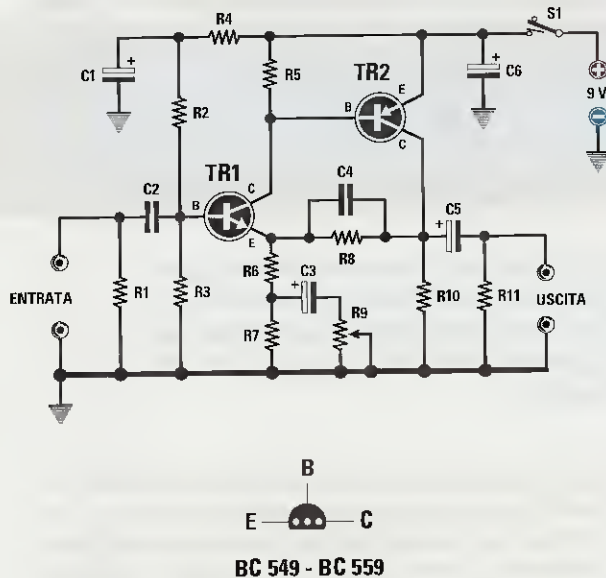 R4
S1
C1
+
R5
TR2
E
C6
+
+
9 V
−
R2
B
C
TR1
C4
C2
B
C
C5
+
E
R8
ENTRATA
R1
R3
R6
C3
+
R9
R10
R11
USCITA
R7
B
E
C
BC 549 - BC 559